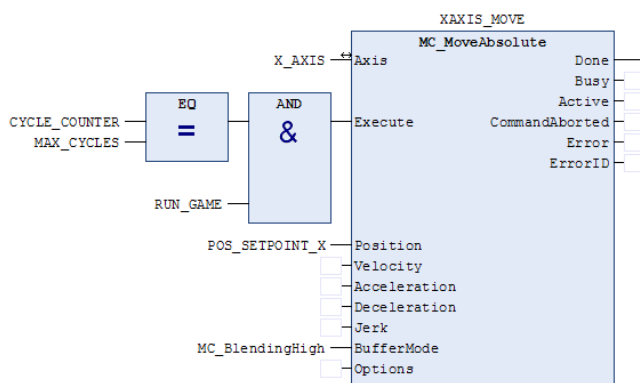 XAXIS_MOVE
MC_MoveAbsolute
X_AXIS Axis Done
Busy
EQ AND Active
CYCLE_COUNTER = & Execute CommandAborted
MAX_CYCLES Error
ErrorID
RUN_GAME
POS_SETPOINT_X Position
Velocity
Acceleration
Deceleration
Jerk
MC_BlendingHigh BufferMode
Options